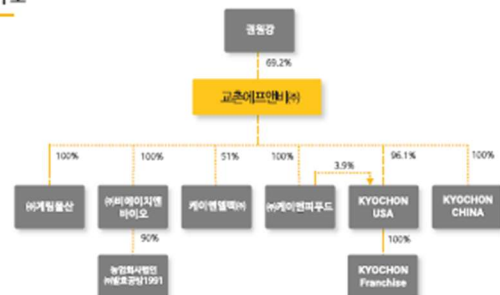 권원강
69.2%
교촌에프앤비㈜
100%
100%
51%
100%
3.9%
96.1%
100%
㈜계림물산
㈜비에이치앤
바이오
케이앤엘팩㈜
㈜케이앤피푸드
KYOCHON
USA
KYOCHON
CHINA
90%
100%
농업회사법인
㈜발효공방1991
KYOCHON
Franchise